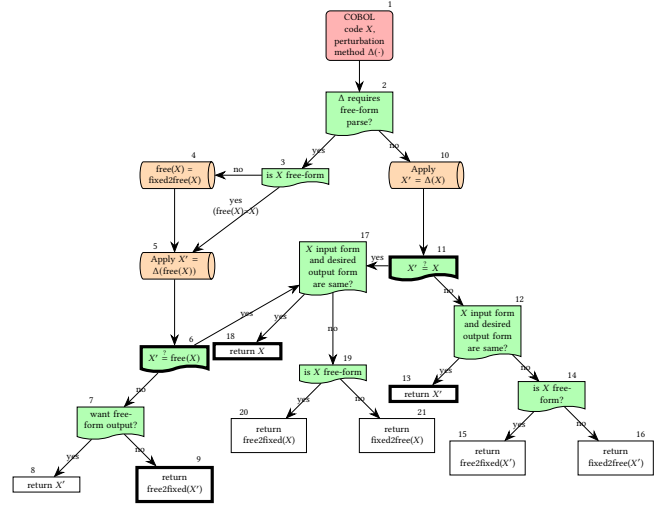 1
COBOL
code X,
perturbation
method Δ(·)
2
Δ requires
free-form
parse?
yes
no
3
is X free-form
no
yes
(free(X)=X)
4
free(X) =
fixed2free(X)
5
Apply X′ =
Δ(free(X))
6
X′ ≟ free(X)
yes
no
7
want free-
form output?
yes
no
8
return X′
9
return
free2fixed(X′)
10
Apply
X′ = Δ(X)
11
X′ ≟ X
yes
no
12
X input form
and desired
output form
are same?
yes
no
13
return X′
14
is X free-
form?
yes
no
15
return
free2fixed(X′)
16
return
fixed2free(X′)
17
X input form
and desired
output form
are same?
yes
no
18
return X
19
is X free-form
yes
no
20
return
free2fixed(X)
21
return
fixed2free(X)